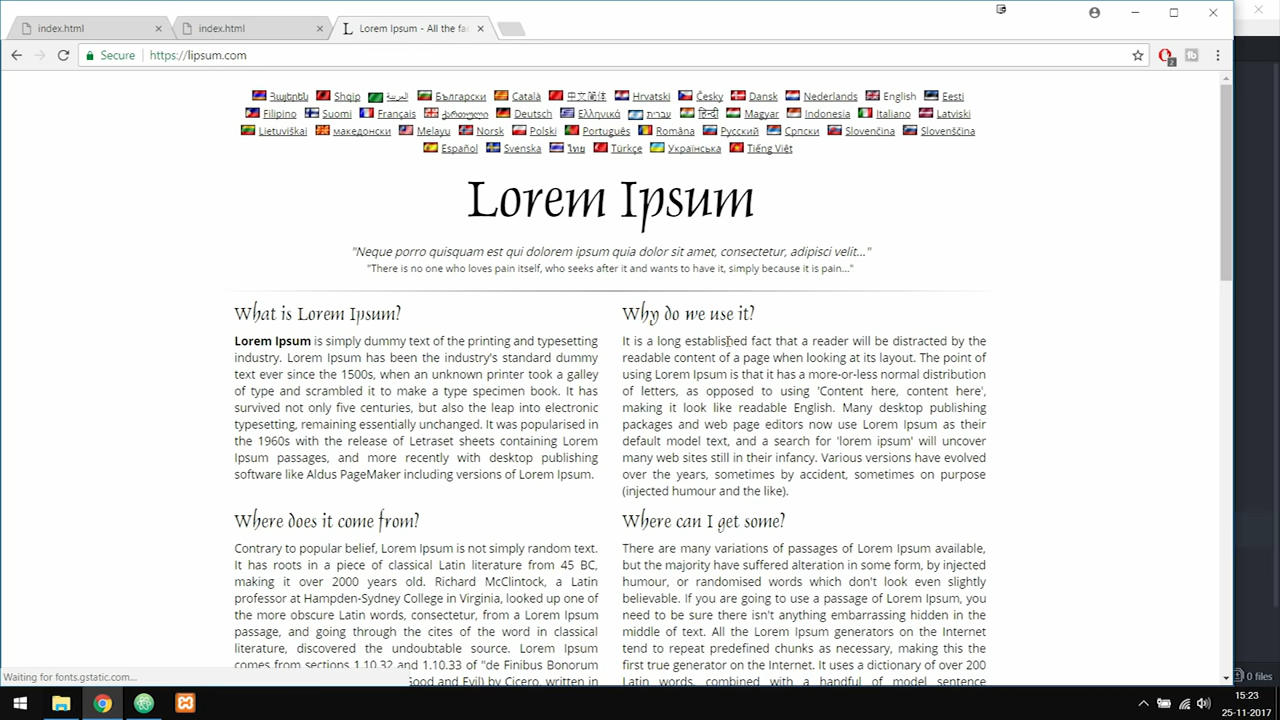 index.html
index.html
Lorem Ipsum - All the fac
Secure
https://lipsum.com
2
Հայերեն Shqip العربية Български Català 中文简体 Hrvatski Česky Dansk Nederlands English Eesti
Filipino Suomi Français ქართული Deutsch Ελληνικά עברית हिन्दी Magyar Indonesia Italiano Latviski
Lietuviškai македонски Melayu Norsk Polski Português Româna Русский Српски Slovenčina Slovenščina
Español Svenska ไทย Türkçe Українська Tiếng Việt
Lorem Ipsum
"Neque porro quisquam est qui dolorem ipsum quia dolor sit amet, consectetur, adipisci velit..."
"There is no one who loves pain itself, who seeks after it and wants to have it, simply because it is pain..."
What is Lorem Ipsum?
Lorem Ipsum is simply dummy text of the printing and typesetting
industry. Lorem Ipsum has been the industry's standard dummy
text ever since the 1500s, when an unknown printer took a galley
of type and scrambled it to make a type specimen book. It has
survived not only five centuries, but also the leap into electronic
typesetting, remaining essentially unchanged. It was popularised in
the 1960s with the release of Letraset sheets containing Lorem
Ipsum passages, and more recently with desktop publishing
software like Aldus PageMaker including versions of Lorem Ipsum.
Why do we use it?
It is a long established fact that a reader will be distracted by the
readable content of a page when looking at its layout. The point of
using Lorem Ipsum is that it has a more-or-less normal distribution
of letters, as opposed to using 'Content here, content here',
making it look like readable English. Many desktop publishing
packages and web page editors now use Lorem Ipsum as their
default model text, and a search for 'lorem ipsum' will uncover
many web sites still in their infancy. Various versions have evolved
over the years, sometimes by accident, sometimes on purpose
(injected humour and the like).
Where does it come from?
Contrary to popular belief, Lorem Ipsum is not simply random text.
It has roots in a piece of classical Latin literature from 45 BC,
making it over 2000 years old. Richard McClintock, a Latin
professor at Hampden-Sydney College in Virginia, looked up one of
the more obscure Latin words, consectetur, from a Lorem Ipsum
passage, and going through the cites of the word in classical
literature, discovered the undoubtable source. Lorem Ipsum
comes from sections 1.10.32 and 1.10.33 of "de Finibus Bonorum
Good and Evil) by Cicero, written in
Where can I get some?
There are many variations of passages of Lorem Ipsum available,
but the majority have suffered alteration in some form, by injected
humour, or randomised words which don't look even slightly
believable. If you are going to use a passage of Lorem Ipsum, you
need to be sure there isn't anything embarrassing hidden in the
middle of text. All the Lorem Ipsum generators on the Internet
tend to repeat predefined chunks as necessary, making this the
first true generator on the Internet. It uses a dictionary of over 200
Latin words, combined with a handful of model sentence
Waiting for fonts.gstatic.com...
0 files
15:23
25-11-2017